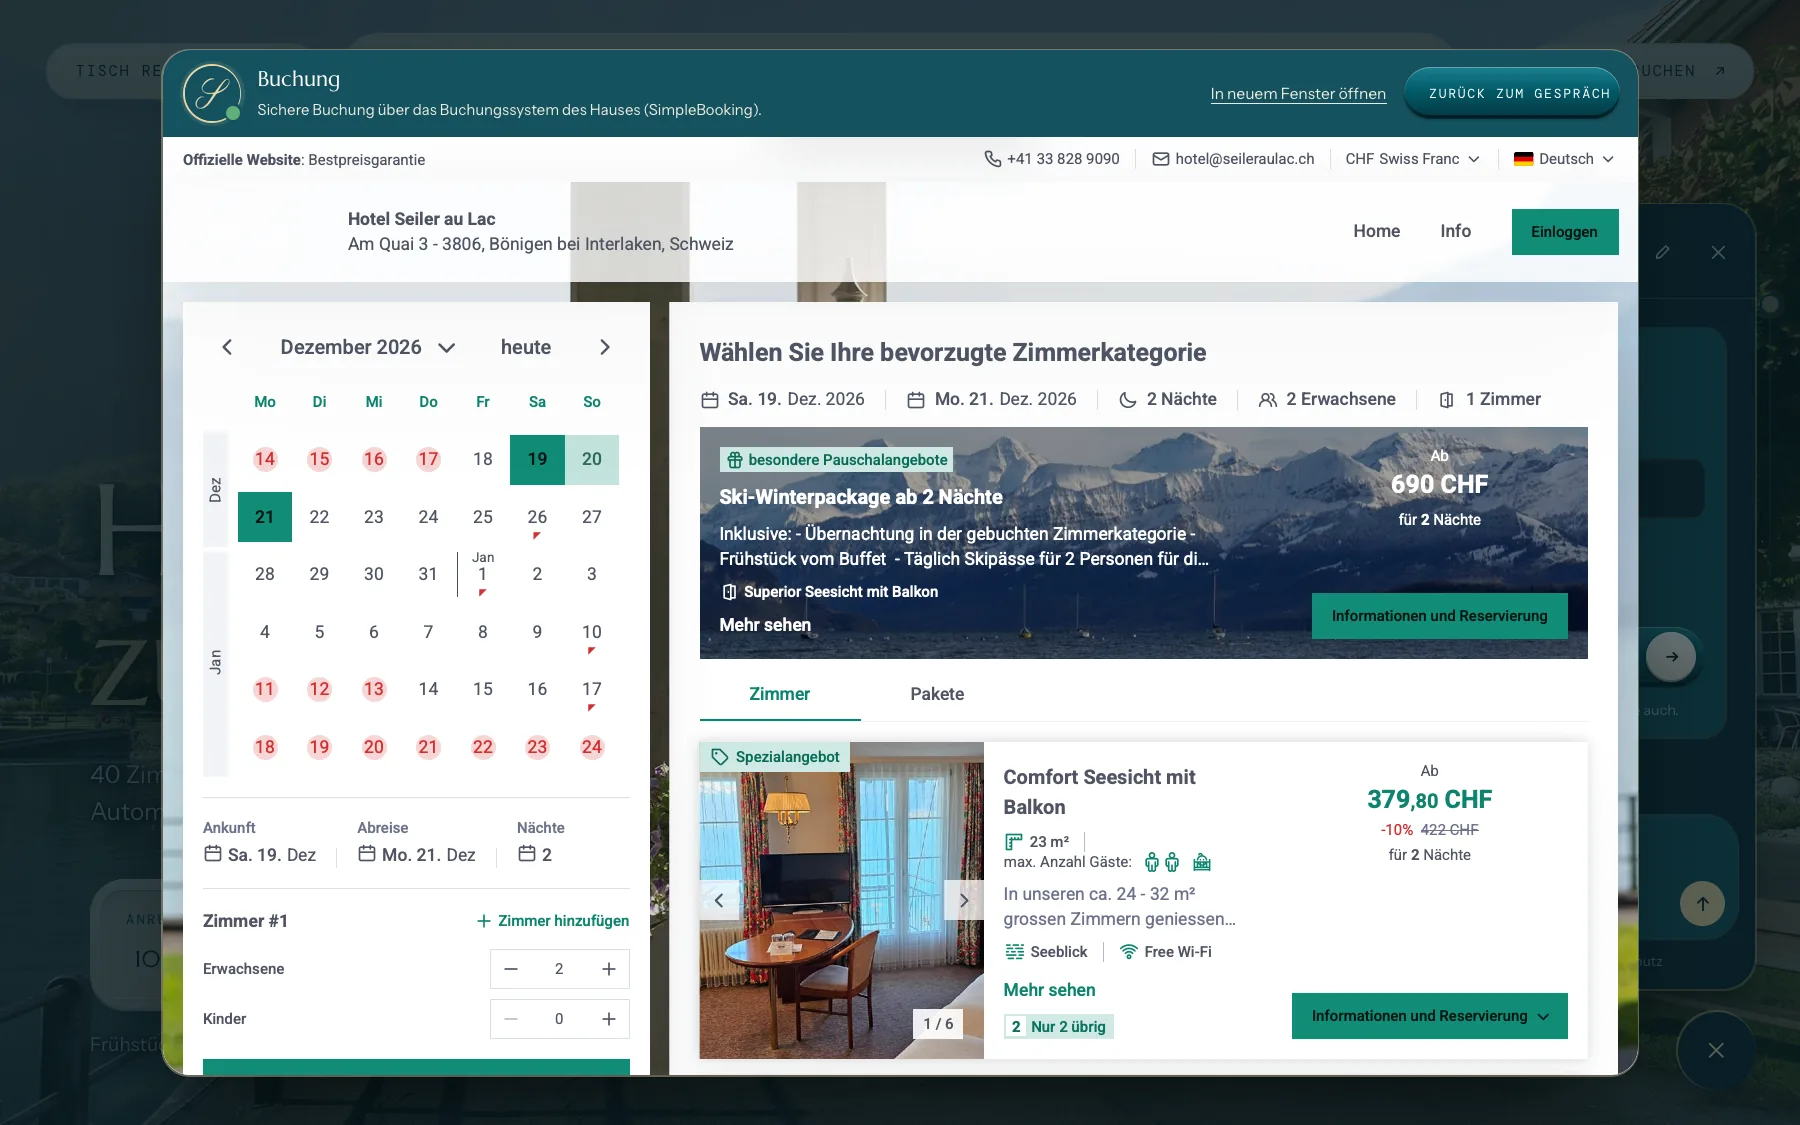 TISCH RE
UCHEN
Buchung
Sichere Buchung über das Buchungssystem des Hauses (SimpleBooking).
In neuem Fenster öffnen
ZURÜCK ZUM GESPRÄCH
Offizielle Website: Bestpreisgarantie
+41 33 828 9090
hotel@seileraulac.ch
CHF Swiss Franc
Deutsch
Hotel Seiler au Lac
Am Quai 3 - 3806, Bönigen bei Interlaken, Schweiz
Home
Info
Einloggen
Dezember 2026
heute
Mo Di Mi Do Fr Sa So
Dez
14 15 16 17 18 19 20
21 22 23 24 25 26 27
Jan
28 29 30 31 1 2 3
Jan
4 5 6 7 8 9 10
11 12 13 14 15 16 17
18 19 20 21 22 23 24
Ankunft
Sa. 19. Dez
Abreise
Mo. 21. Dez
Nächte
2
Zimmer #1
Zimmer hinzufügen
Erwachsene
2
Kinder
0
Wählen Sie Ihre bevorzugte Zimmerkategorie
Sa. 19. Dez. 2026
Mo. 21. Dez. 2026
2 Nächte
2 Erwachsene
1 Zimmer
besondere Pauschalangebote
Ski-Winterpackage ab 2 Nächte
Inklusive: - Übernachtung in der gebuchten Zimmerkategorie -
Frühstück vom Buffet - Täglich Skipässe für 2 Personen für di...
Superior Seesicht mit Balkon
Mehr sehen
Ab
690 CHF
für 2 Nächte
Informationen und Reservierung
Zimmer
Pakete
Spezialangebot
1 / 6
Comfort Seesicht mit
Balkon
23 m²
max. Anzahl Gäste:
In unseren ca. 24 - 32 m²
grossen Zimmern geniessen...
Seeblick
Free Wi-Fi
Mehr sehen
2 Nur 2 übrig
Ab
379,80 CHF
-10% 422 CHF
für 2 Nächte
Informationen und Reservierung
H
Z
40 Zim
Autom
ANR
Frühstü
auch.
utz